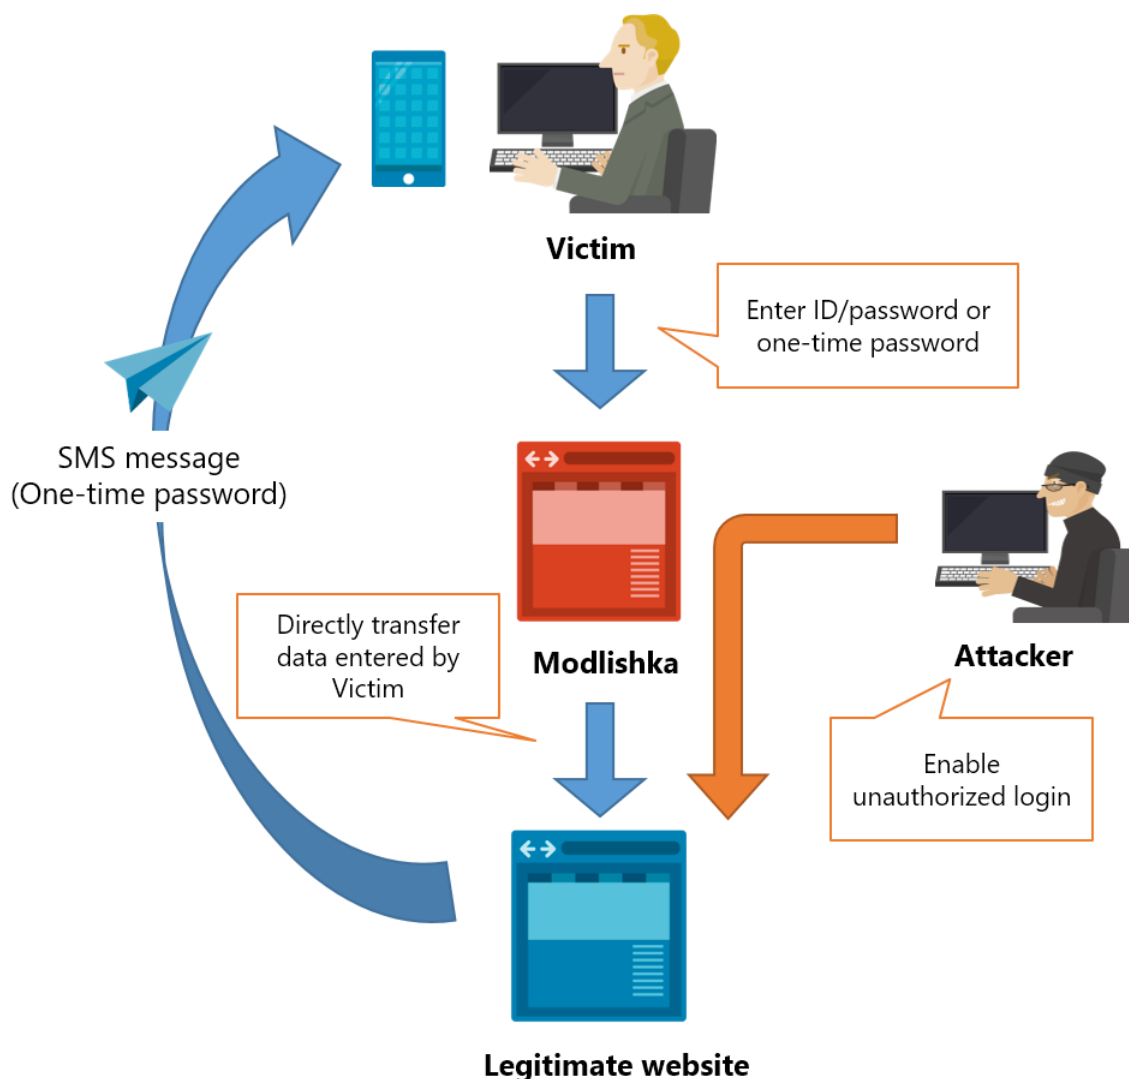 Victim
Enter ID/password or
one-time password
SMS message
(One-time password)
Directly transfer
data entered by
Victim
Modlishka
Attacker
Enable
unauthorized login
Legitimate website